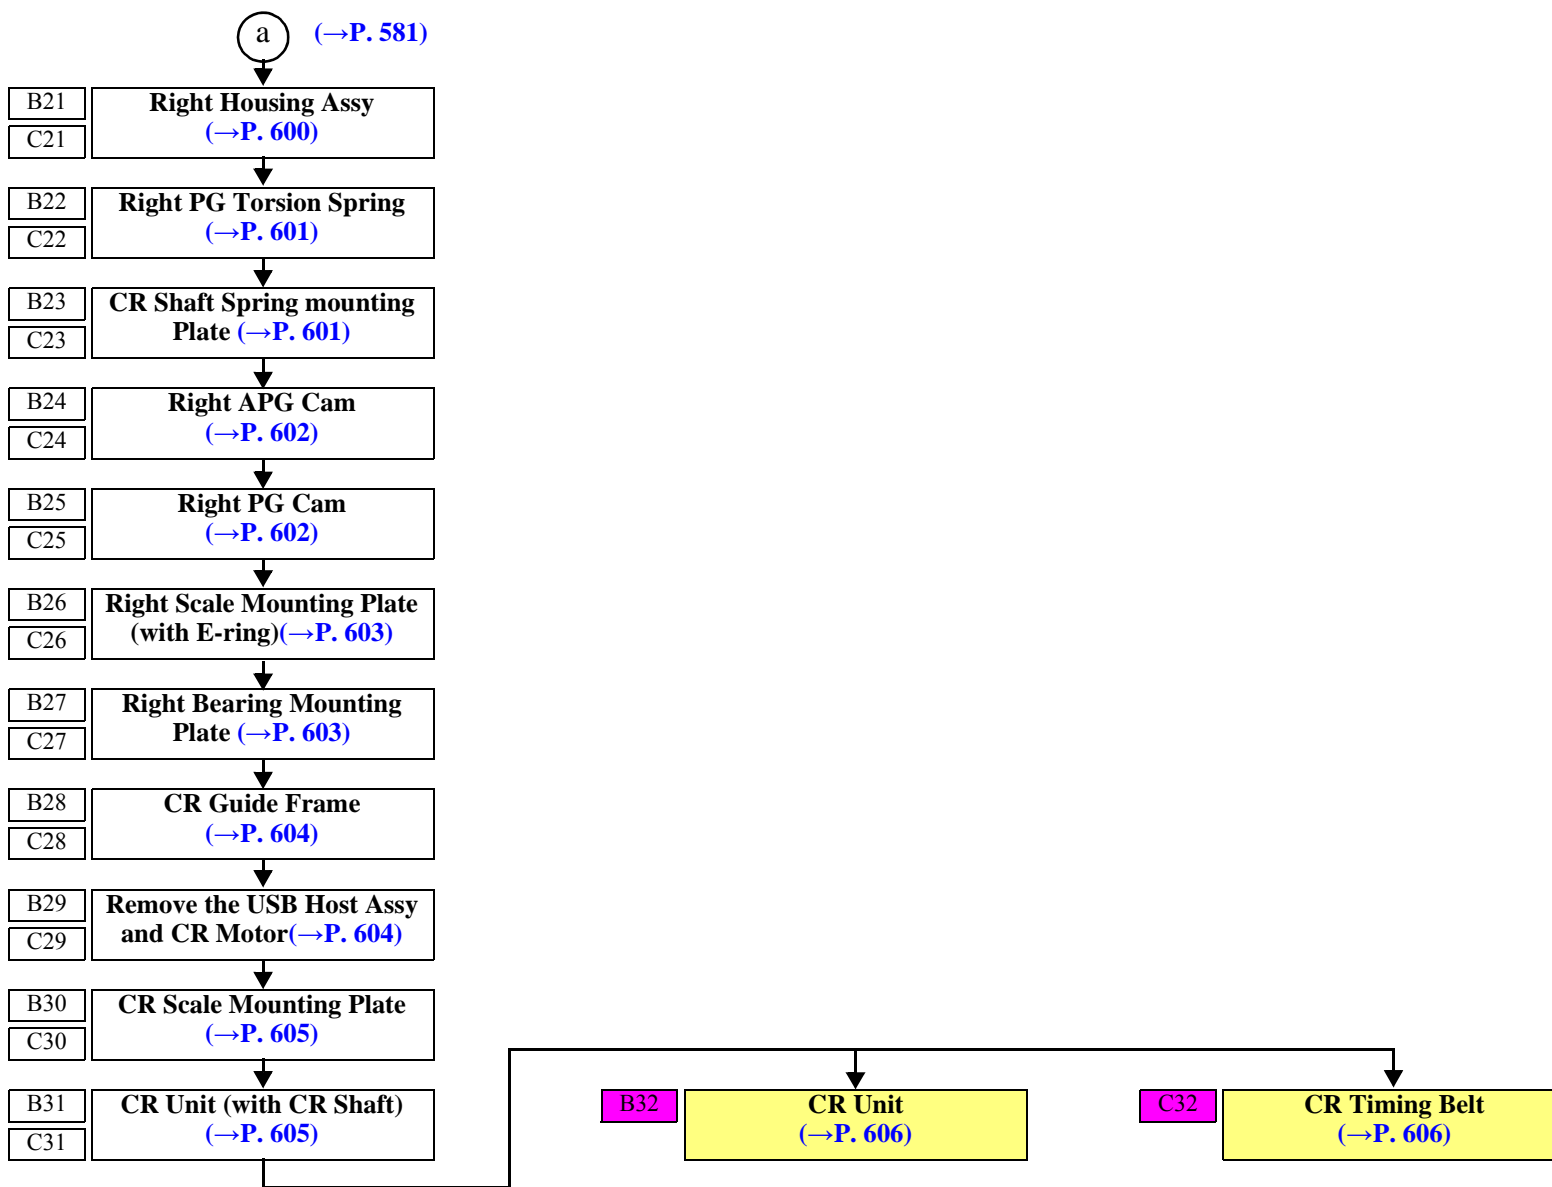 a (→P. 581)
B21
C21
Right Housing Assy
(→P. 600)
B22
C22
Right PG Torsion Spring
(→P. 601)
B23
C23
CR Shaft Spring mounting
Plate (→P. 601)
B24
C24
Right APG Cam
(→P. 602)
B25
C25
Right PG Cam
(→P. 602)
B26
C26
Right Scale Mounting Plate
(with E-ring)(→P. 603)
B27
C27
Right Bearing Mounting
Plate (→P. 603)
B28
C28
CR Guide Frame
(→P. 604)
B29
C29
Remove the USB Host Assy
and CR Motor(→P. 604)
B30
C30
CR Scale Mounting Plate
(→P. 605)
B31
C31
CR Unit (with CR Shaft)
(→P. 605)
B32
CR Unit
(→P. 606)
C32
CR Timing Belt
(→P. 606)